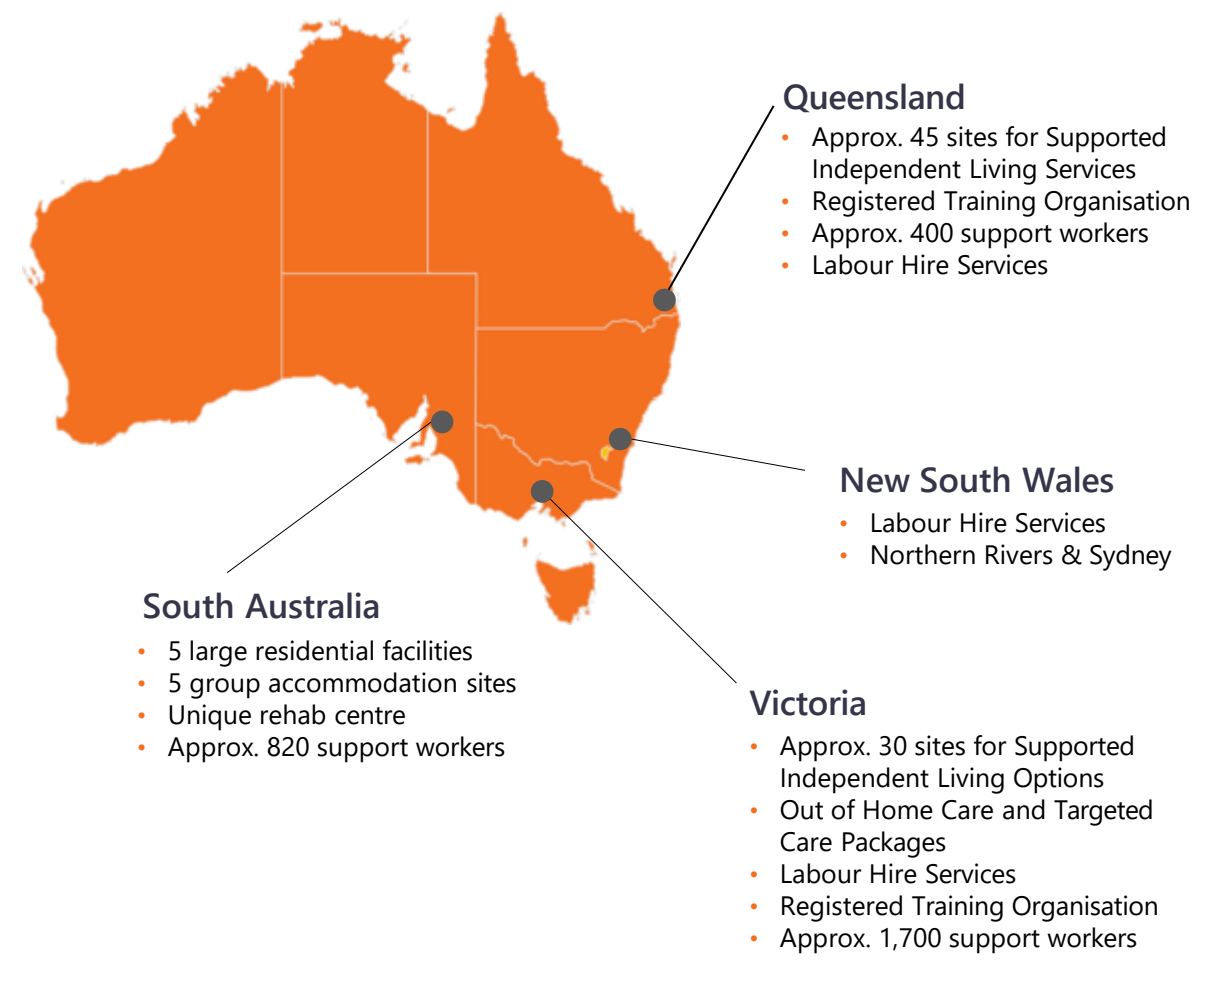 Queensland
• Approx. 45 sites for Supported
Independent Living Services
• Registered Training Organisation
• Approx. 400 support workers
• Labour Hire Services
New South Wales
• Labour Hire Services
• Northern Rivers & Sydney
South Australia
• 5 large residential facilities
• 5 group accommodation sites
• Unique rehab centre
• Approx. 820 support workers
Victoria
• Approx. 30 sites for Supported
Independent Living Options
• Out of Home Care and Targeted
Care Packages
• Labour Hire Services
• Registered Training Organisation
• Approx. 1,700 support workers